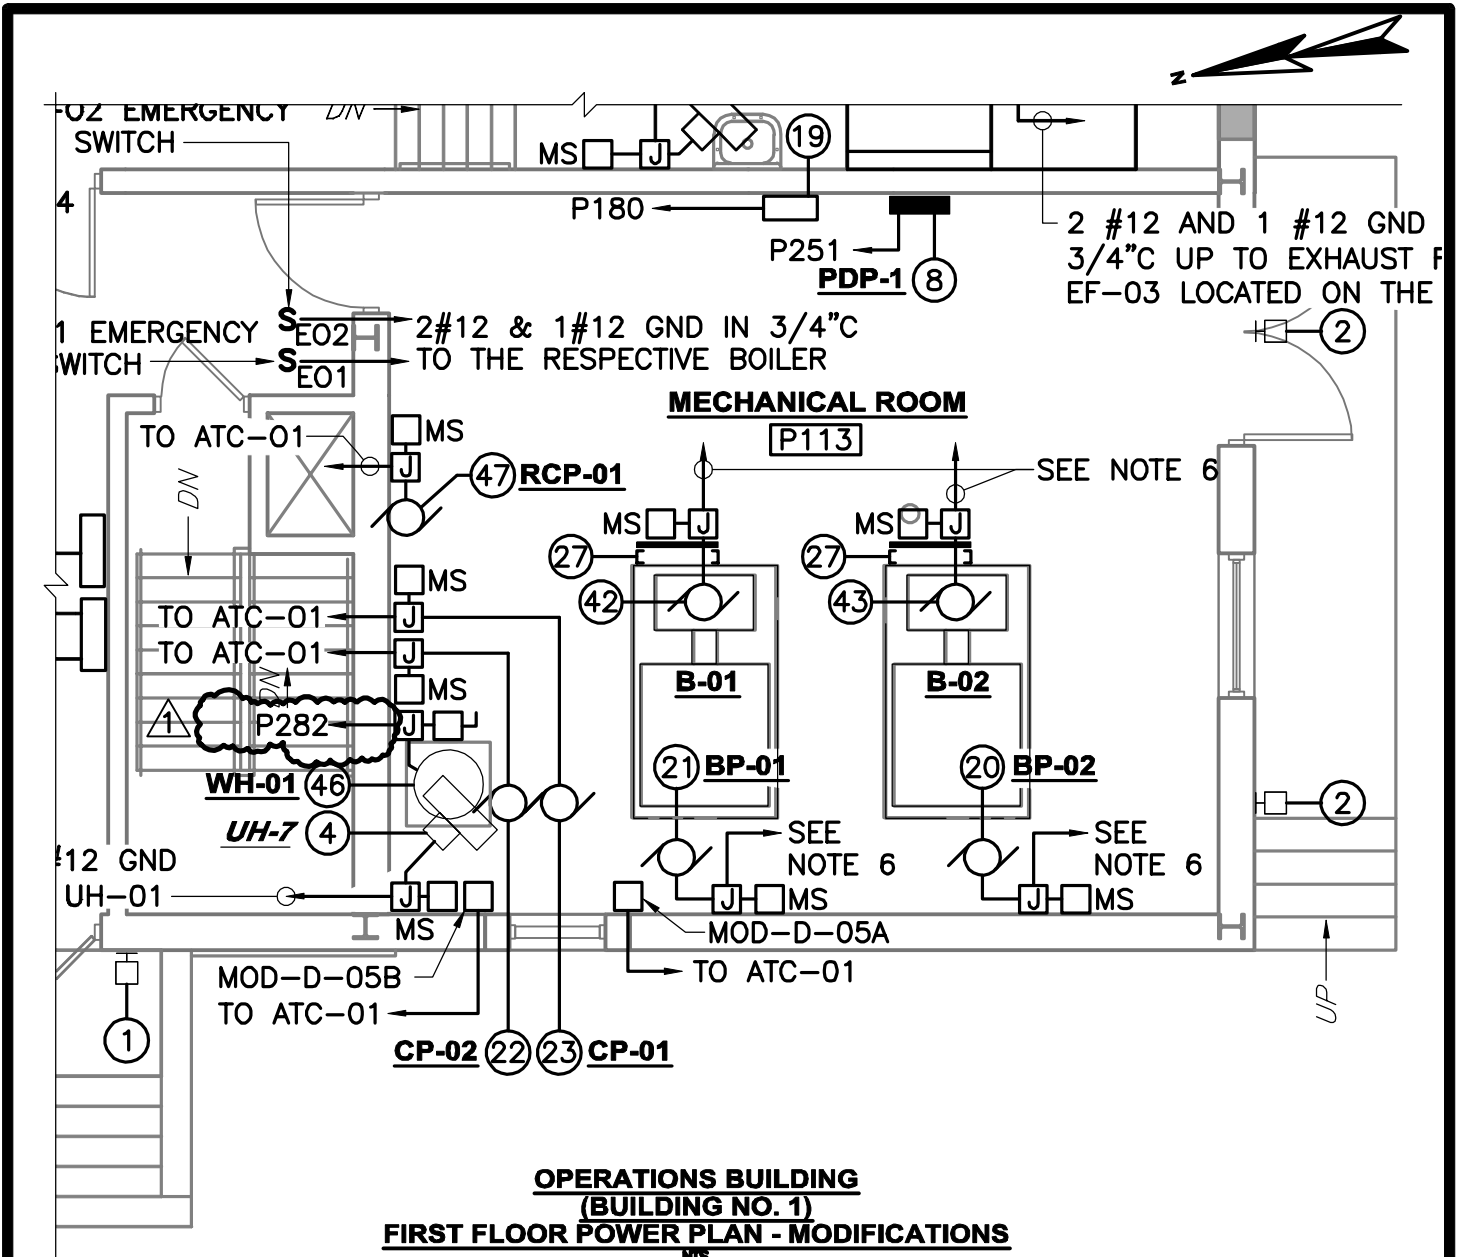 N
-02 EMERGENCY
SWITCH
DN
MS
J
19
4
P180
P251
PDP-1
8
2 #12 AND 1 #12 GND
3/4"C UP TO EXHAUST F
EF-03 LOCATED ON THE
1 EMERGENCY
SWITCH
S EO2
S EO1
2#12 & 1#12 GND IN 3/4"C
TO THE RESPECTIVE BOILER
2
MECHANICAL ROOM
P113
TO ATC-01
MS
J
47
RCP-01
SEE NOTE 6
DN
MS
J
MS
J
27
27
MS
J
42
43
TO ATC-01
TO ATC-01
J
MS
DN
B-01
B-02
1
P282
J
WH-01
46
21
BP-01
20
BP-02
2
UH-7
4
SEE
NOTE 6
SEE
NOTE 6
#12 GND
UH-01
J
MS
J
MS
J
MS
MOD-D-05A
TO ATC-01
MOD-D-05B
TO ATC-01
UP
1
CP-02
22
23
CP-01
OPERATIONS BUILDING
(BUILDING NO. 1)
FIRST FLOOR POWER PLAN - MODIFICATIONS
NTS